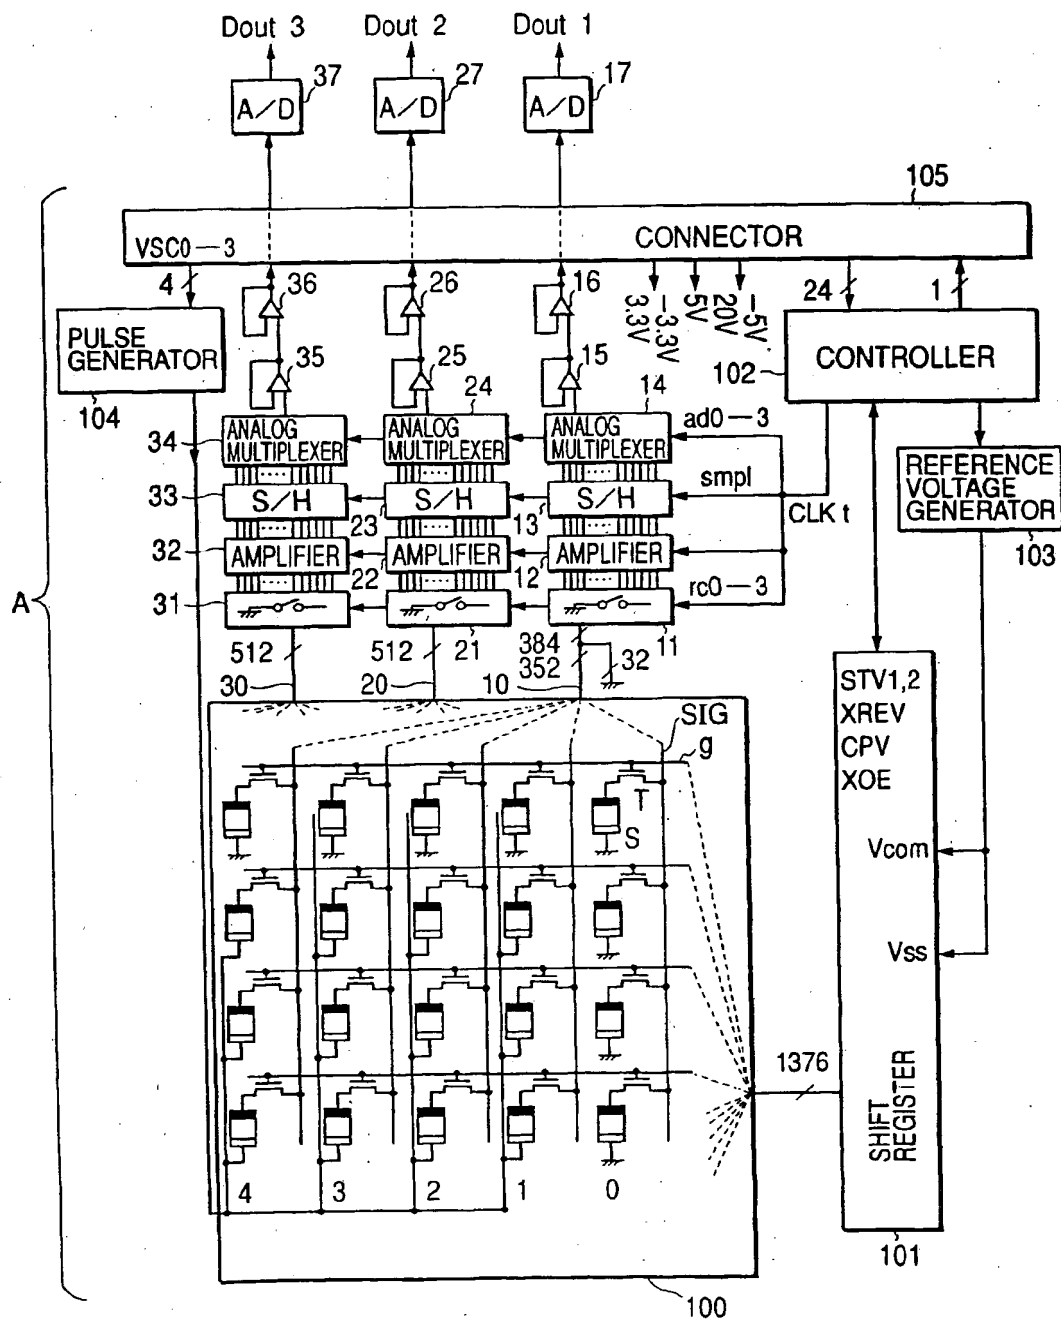 Dout 3 Dout 2 Dout 1
37 27 17
A/D A/D A/D
105
VSC0-3 CONNECTOR
4 36 26 16 24 1
3.3V -3.3V 5V 20V -5V
PULSE GENERATOR
104
35 25 15
102 CONTROLLER
24 14
34 ANALOG MULTIPLEXER ANALOG MULTIPLEXER ANALOG MULTIPLEXER ad0-3
REFERENCE VOLTAGE GENERATOR
103
33 S/H 23 S/H 13 S/H smpl
CLK t
32 AMPLIFIER 22 AMPLIFIER 12 AMPLIFIER
A
31 21 11 rc0-3
512 512 384 352 32
30 20 10
SIG
g
T
S
STV1,2
XREV
CPV
XOE
Vcom
Vss
1376
SHIFT REGISTER
4 3 2 1 0
101
100